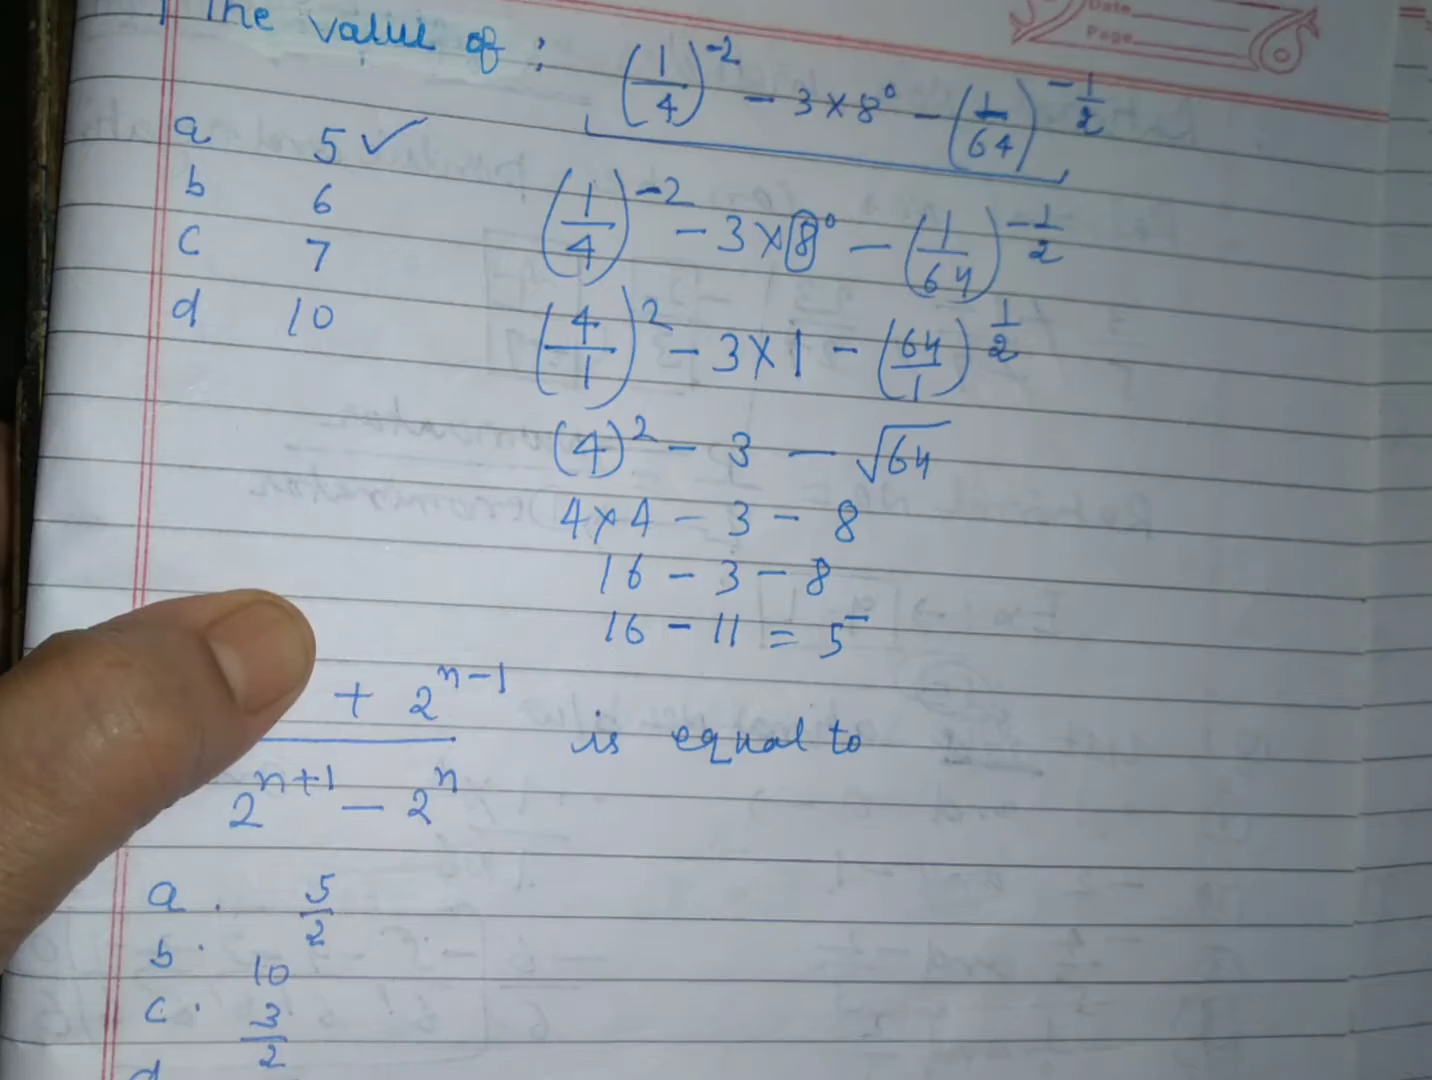 The value of : (1/4)^-2 - 3×8° - (1/64)^-1/2
a 5 ✓
b 6
c 7
d 10
(1/4)^-2 - 3×8° - (1/64)^-1/2
(4/1)^2 - 3×1 - (64/1)^1/2
(4)^2 - 3 - √64
4×4 - 3 - 8
16 - 3 - 8
16 - 11 = 5
+ 2^n-1
is equal to
2^n+1 - 2^n
a. 5/2
b. 10
c. 3/2
d
Date
Page